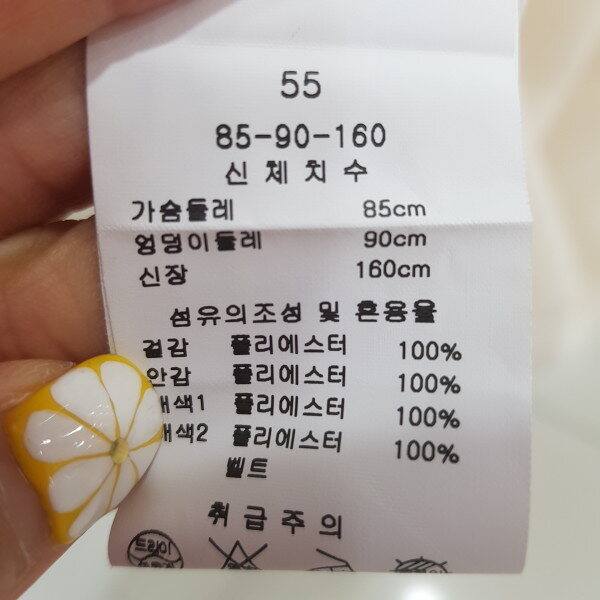 55
85-90-160
신체치수
가슴둘레 85cm
엉덩이둘레 90cm
신장 160cm
섬유의조성 및 혼용율
겉감 폴리에스터 100%
안감 폴리에스터 100%
배색1 폴리에스터 100%
배색2 폴리에스터 100%
벨트
취급주의
드라이